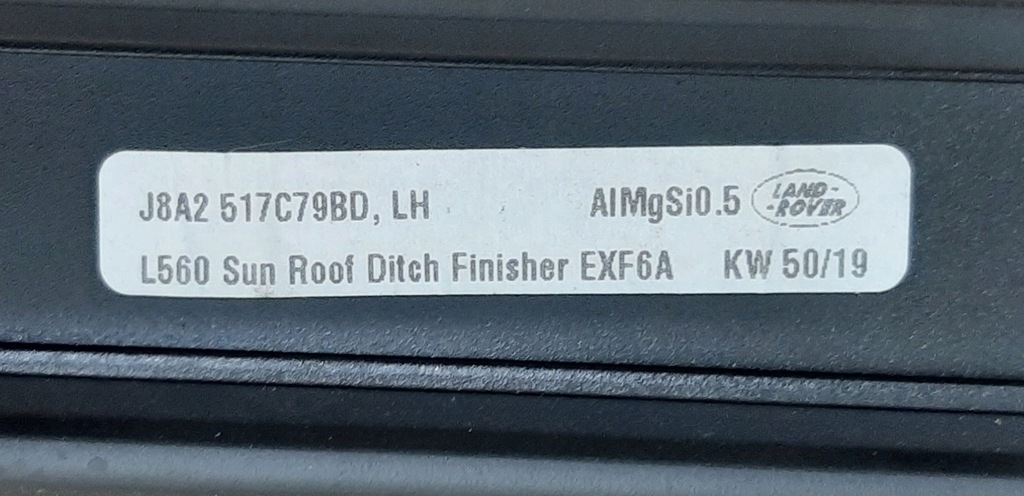 J8A2 517C79BD, LH AlMgSi0.5 LAND-
-ROVER
L560 Sun Roof Ditch Finisher EXF6A KW 50/19